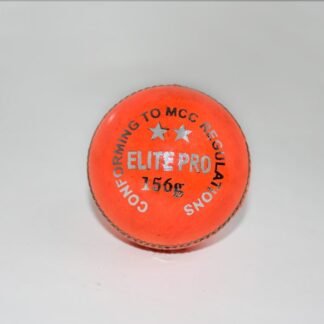 CONFORMING TO MCC REGULATIONS
ELITE PRO
156g